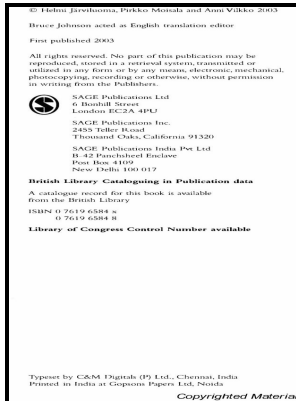 © Helmi Järviluoma, Pirkko Moisala and Anni Vilkko 2003
Bruce Johnson acted as English translation editor
First published 2003
All rights reserved. No part of this publication may be
reproduced, stored in a retrieval system, transmitted or
utilized in any form or by any means, electronic, mechanical,
photocopying, recording or otherwise, without permission
in writing from the Publishers.
SAGE Publications Ltd
6 Bonhill Street
London EC2A 4PU
SAGE Publications Inc.
2455 Teller Road
Thousand Oaks, California 91320
SAGE Publications India Pvt Ltd
B-42 Panchsheel Enclave
Post Box 4109
New Delhi 100 017
British Library Cataloguing in Publication data
A catalogue record for this book is available
from the British Library
ISBN 0 7619 6584 x
0 7619 6584 8
Library of Congress Control Number available
Typeset by C&M Digitals (P) Ltd., Chennai, India
Printed in India at Gopsons Papers Ltd, Noida
Copyrighted Material